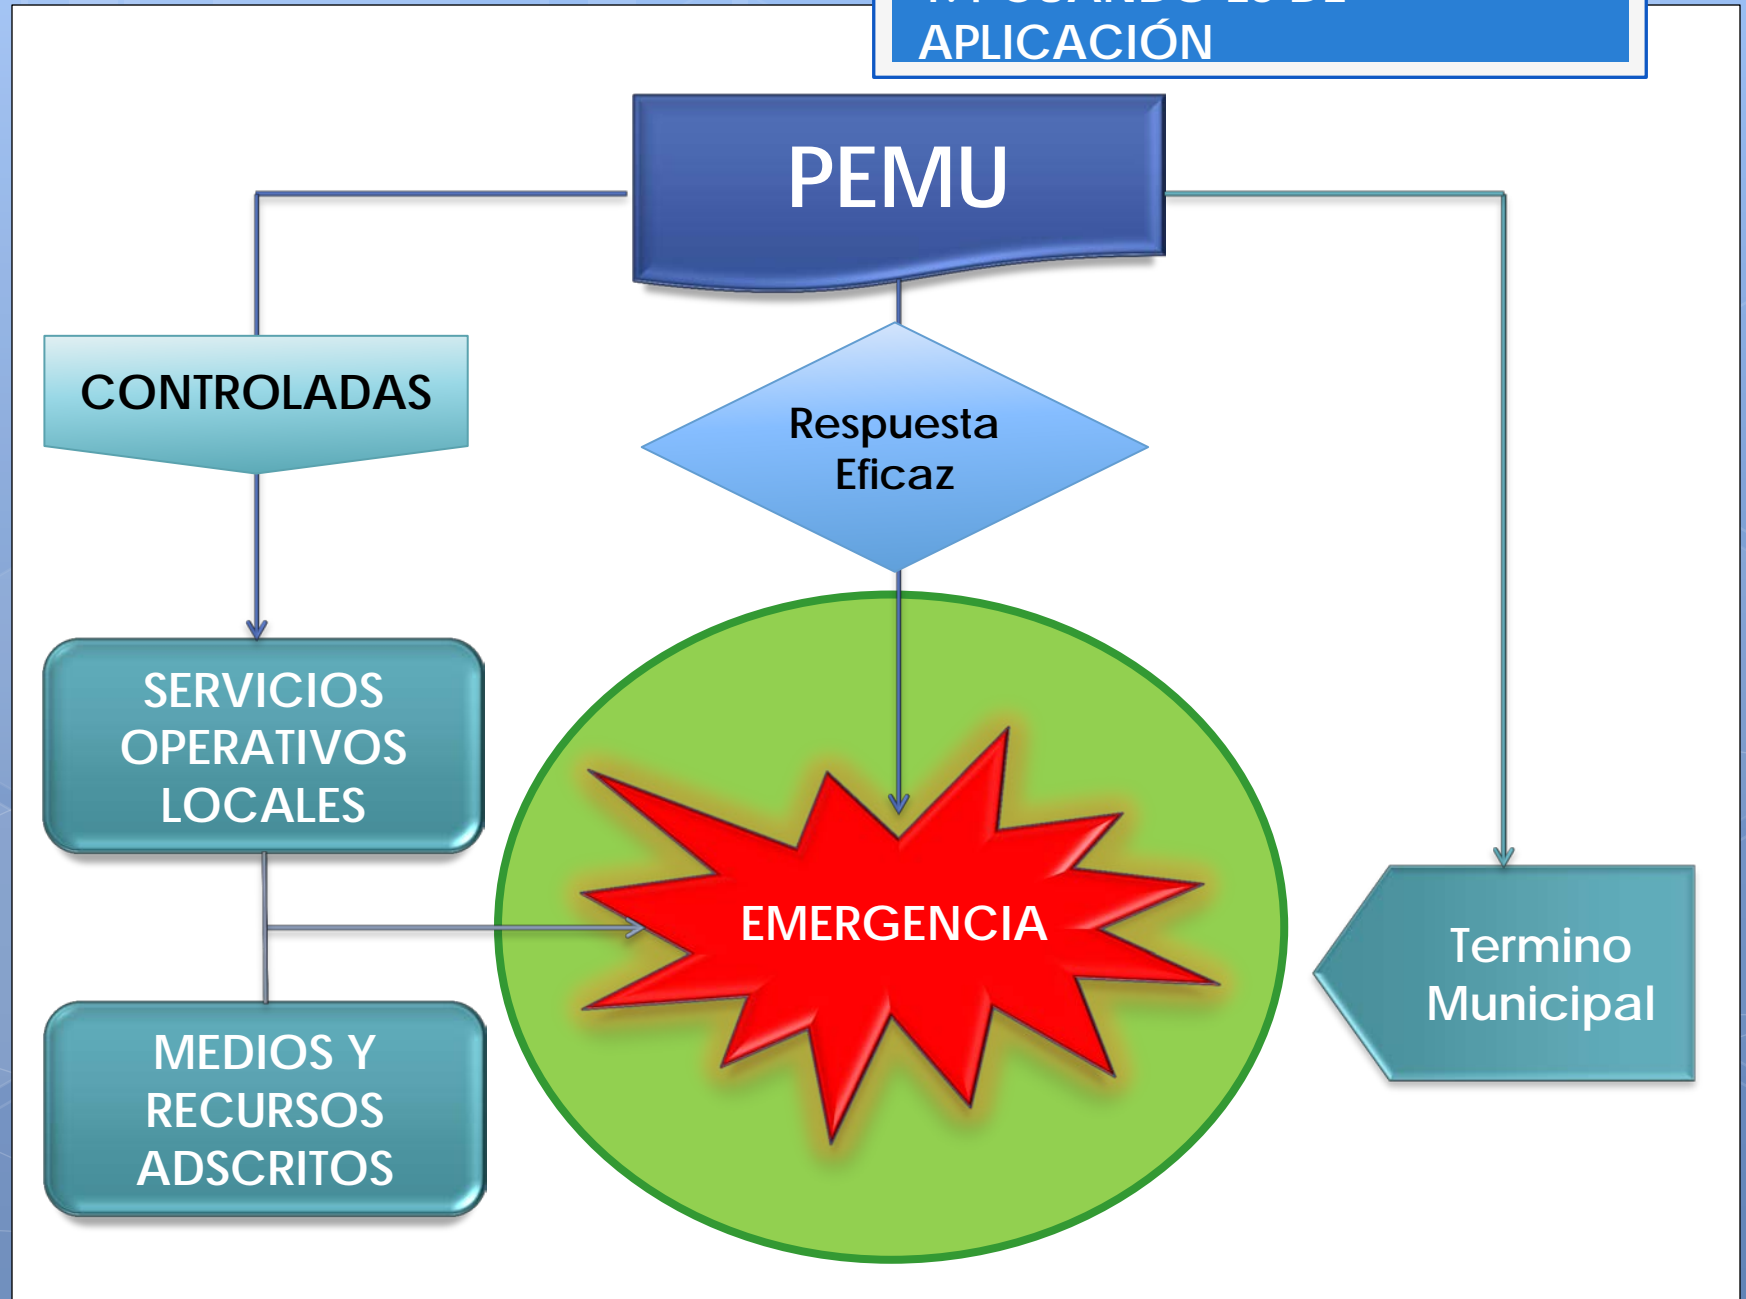 APLICACIÓN
PEMU
CONTROLADAS
Respuesta
Eficaz
SERVICIOS
OPERATIVOS
LOCALES
EMERGENCIA
Termino
Municipal
MEDIOS Y
RECURSOS
ADSCRITOS